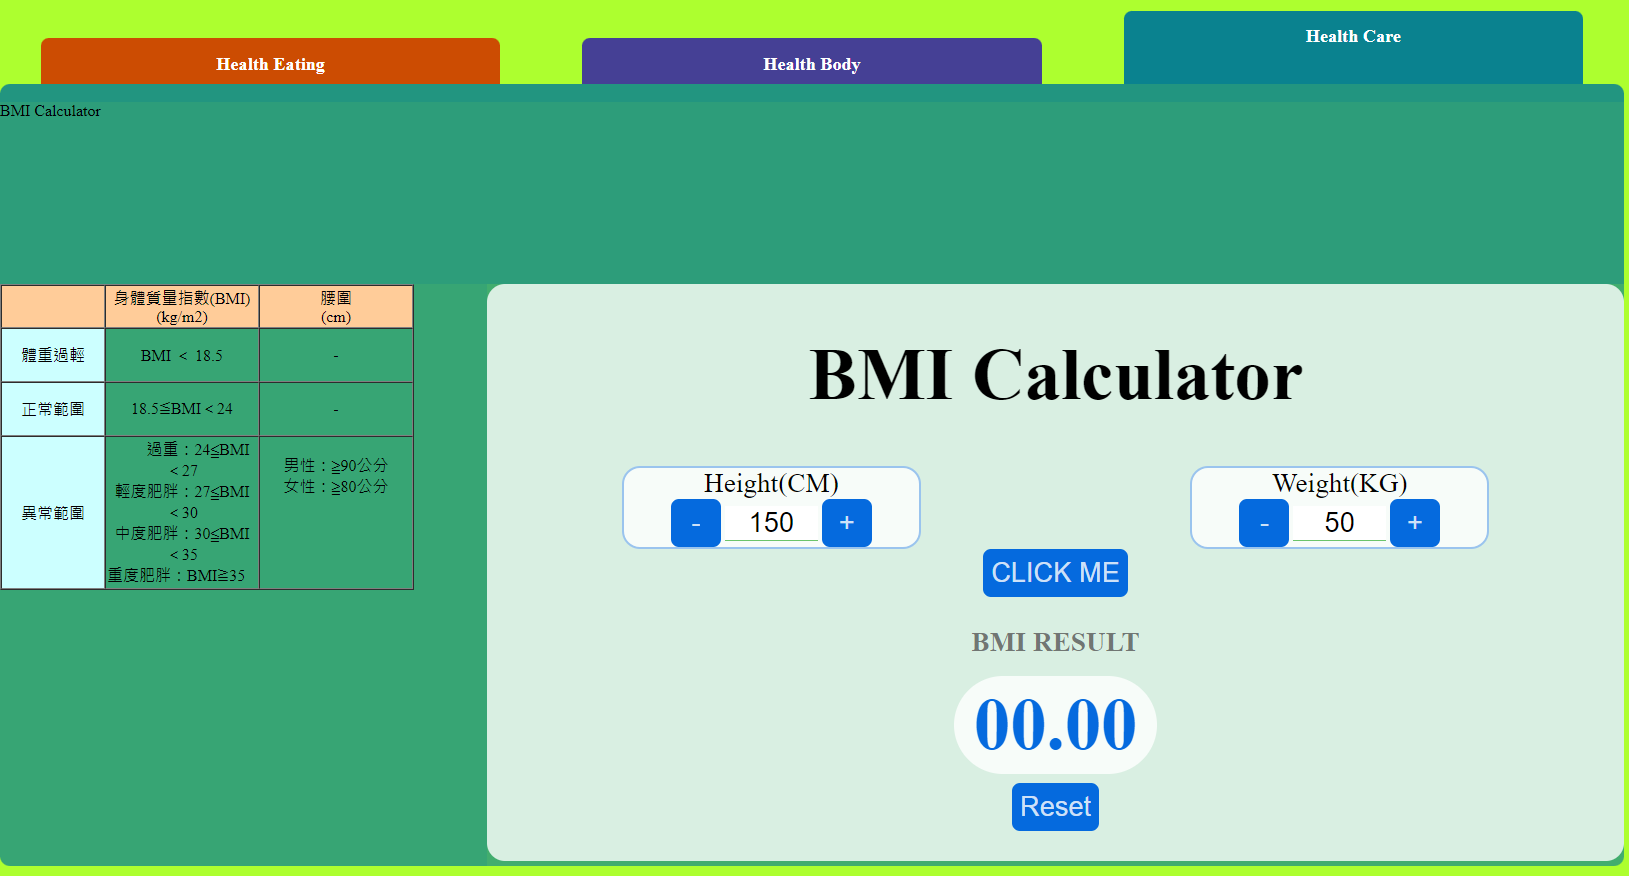 Health Eating
Health Body
Health Care
BMI Calculator
身體質量指數(BMI)
(kg/m2)
腰圍
(cm)
體重過輕
BMI ＜ 18.5
-
正常範圍
18.5≦BMI＜24
-
異常範圍
過重：24≦BMI
＜27
輕度肥胖：27≦BMI
＜30
中度肥胖：30≦BMI
＜35
重度肥胖：BMI≧35
男性：≧90公分
女性：≧80公分
BMI Calculator
Height(CM)
- 150 +
Weight(KG)
- 50 +
CLICK ME
BMI RESULT
00.00
Reset